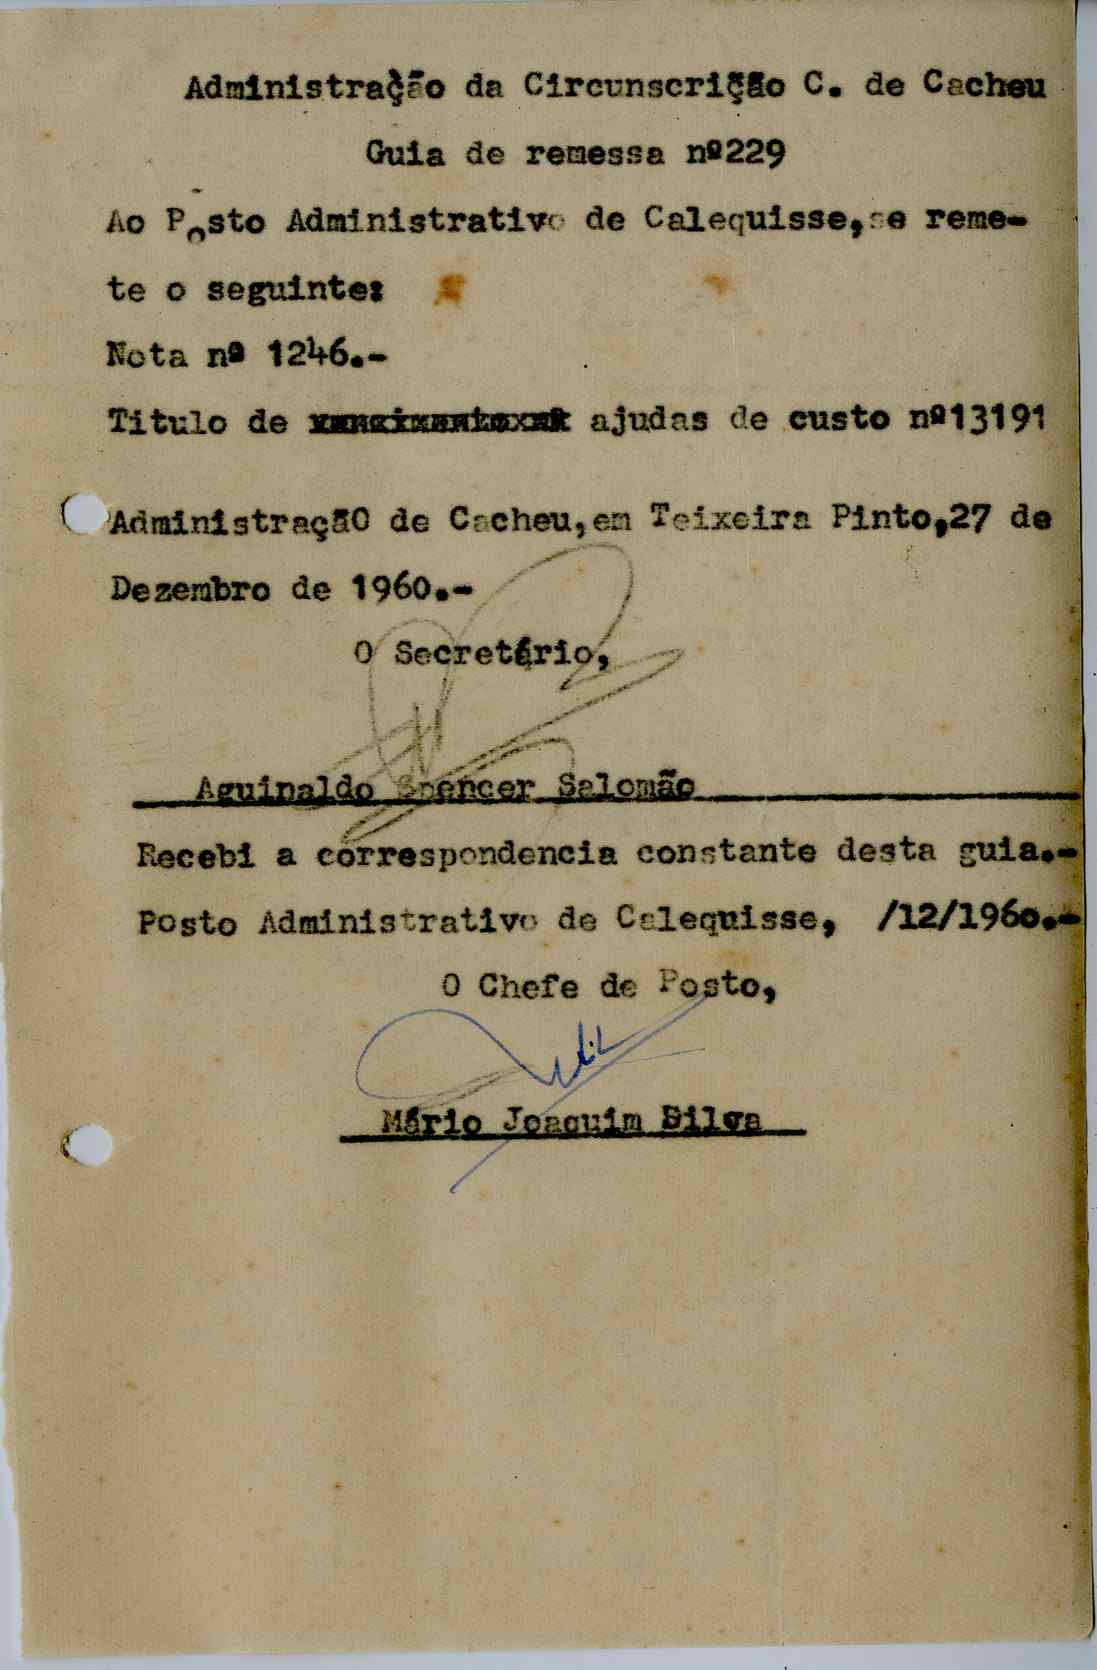 Administração da Circunscrição C. de Cacheu
Guia de remessa nº229
Ao Posto Administrativo de Calequisse,se reme-
te o seguinte:
Nota nº 1246.-
Titulo de ajudas de custo nº13191
AdministraçãO de Cacheu,em Teixeira Pinto,27 de
Dezembro de 1960.-
O Secretário,
Aguinaldo Spencer Salomão
Recebi a correspondencia constante desta guia.-
Posto Administrativo de Calequisse, /12/1960.-
O Chefe de Posto,
Mário Joaquim Silva